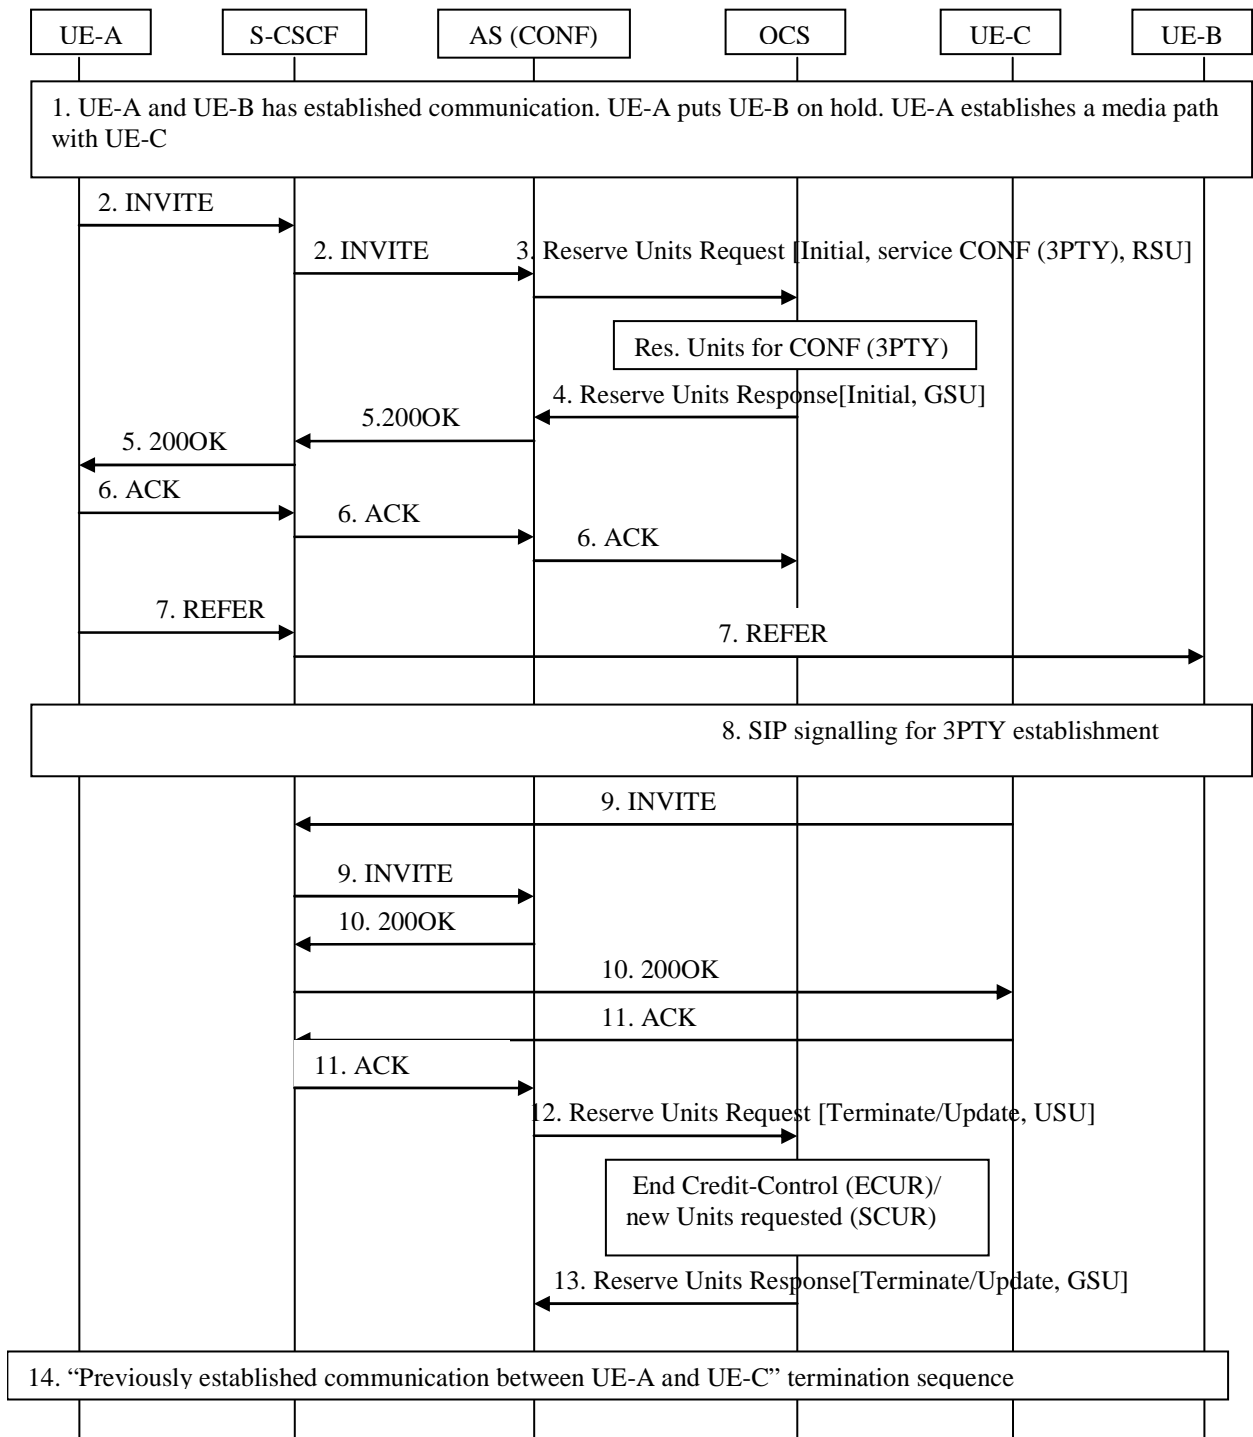 UE-A
S-CSCF
AS (CONF)
OCS
UE-C
UE-B
1. UE-A and UE-B has established communication. UE-A puts UE-B on hold. UE-A establishes a media path
with UE-C
2. INVITE
2. INVITE
3. Reserve Units Request [Initial, service CONF (3PTY), RSU]
Res. Units for CONF (3PTY)
4. Reserve Units Response[Initial, GSU]
5.200OK
5. 200OK
6. ACK
6. ACK
6. ACK
7. REFER
7. REFER
8. SIP signalling for 3PTY establishment
9. INVITE
9. INVITE
10. 200OK
10. 200OK
11. ACK
11. ACK
12. Reserve Units Request [Terminate/Update, USU]
End Credit-Control (ECUR)/
new Units requested (SCUR)
13. Reserve Units Response[Terminate/Update, GSU]
14. “Previously established communication between UE-A and UE-C” termination sequence